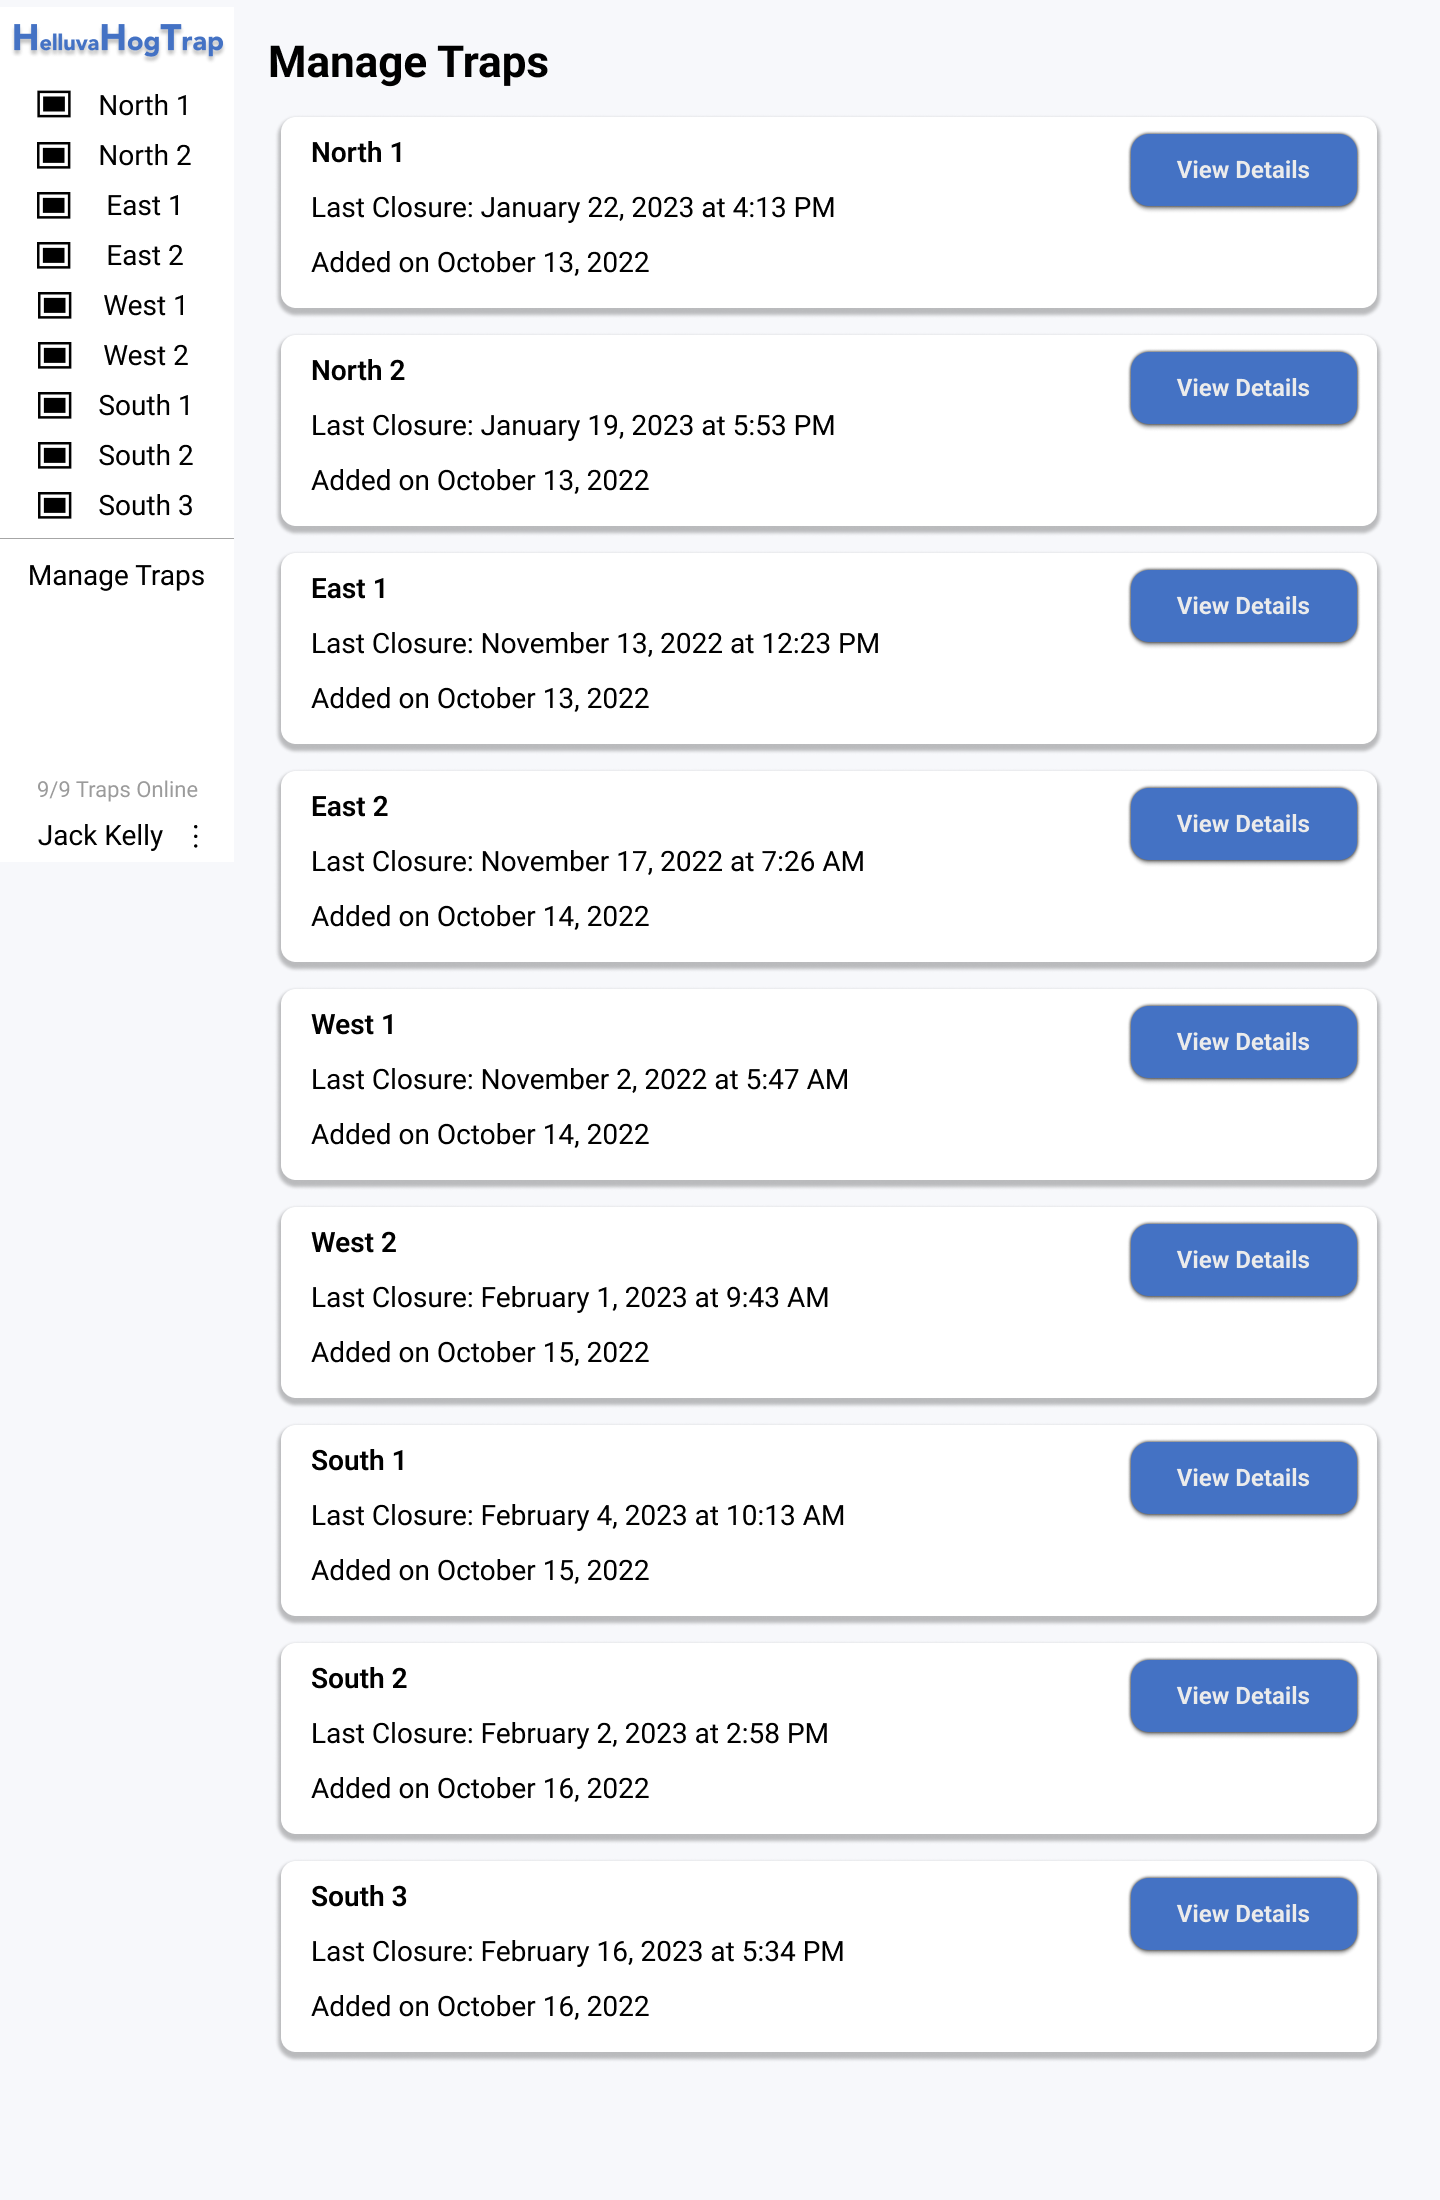 HelluvaHogTrap
North 1
North 2
East 1
East 2
West 1
West 2
South 1
South 2
South 3
Manage Traps
9/9 Traps Online
Jack Kelly
Manage Traps
North 1
View Details
Last Closure: January 22, 2023 at 4:13 PM
Added on October 13, 2022
North 2
View Details
Last Closure: January 19, 2023 at 5:53 PM
Added on October 13, 2022
East 1
View Details
Last Closure: November 13, 2022 at 12:23 PM
Added on October 13, 2022
East 2
View Details
Last Closure: November 17, 2022 at 7:26 AM
Added on October 14, 2022
West 1
View Details
Last Closure: November 2, 2022 at 5:47 AM
Added on October 14, 2022
West 2
View Details
Last Closure: February 1, 2023 at 9:43 AM
Added on October 15, 2022
South 1
View Details
Last Closure: February 4, 2023 at 10:13 AM
Added on October 15, 2022
South 2
View Details
Last Closure: February 2, 2023 at 2:58 PM
Added on October 16, 2022
South 3
View Details
Last Closure: February 16, 2023 at 5:34 PM
Added on October 16, 2022